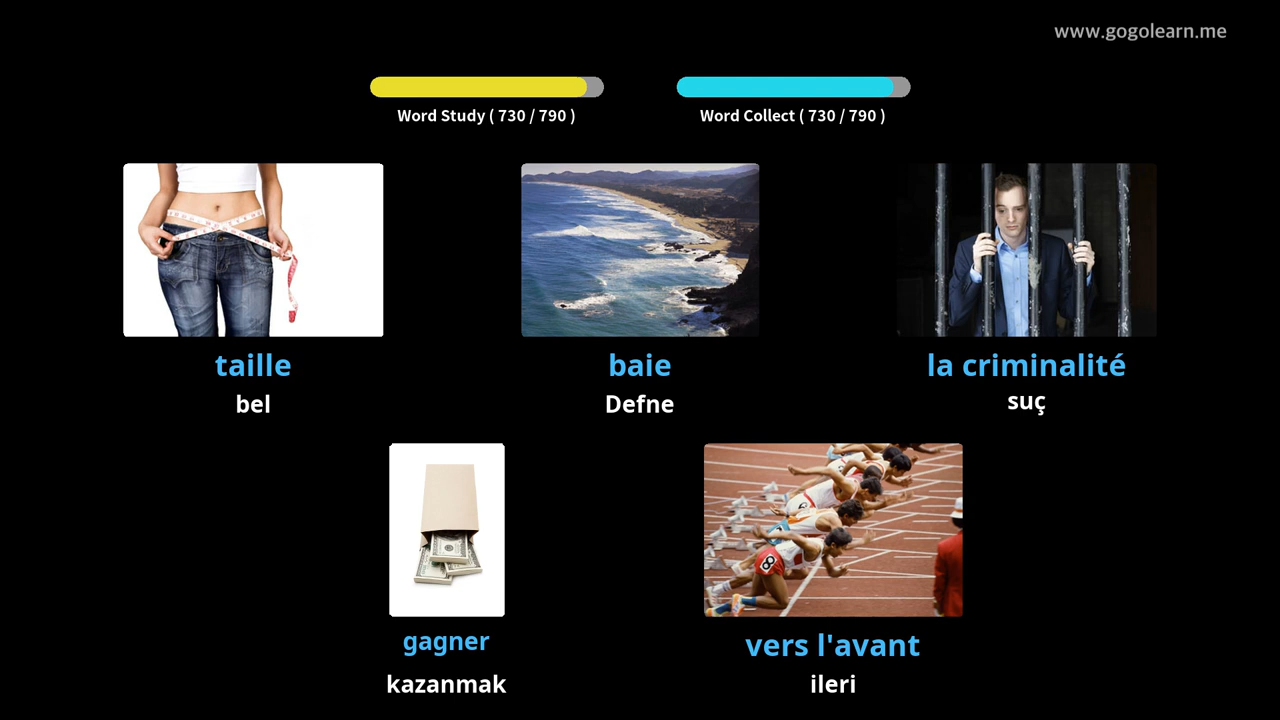 www.gogolearn.me
Word Study ( 730 / 790 )
Word Collect ( 730 / 790 )
taille
bel
baie
Defne
la criminalité
suç
gagner
kazanmak
vers l'avant
ileri